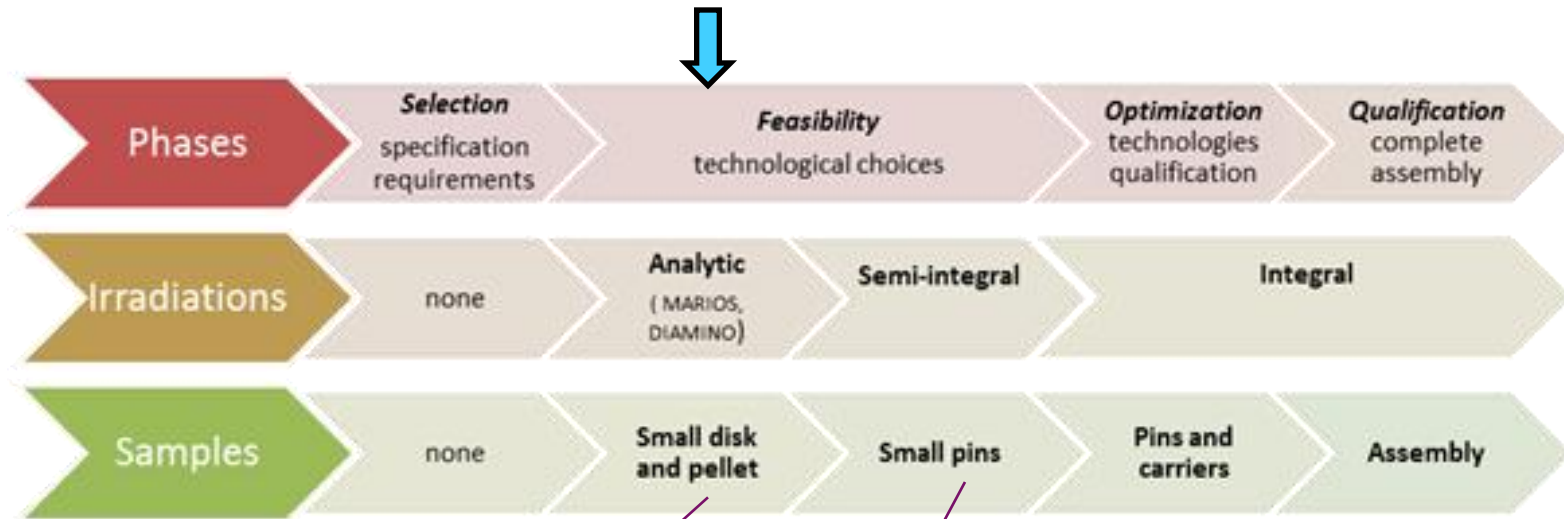 Phases
Selection
specification
requirements
Feasibility
technological choices
Optimization
technologies
qualification
Qualification
complete
assembly
Irradiations
none
Analytic
( MARIOS,
DIAMINO)
Semi-integral
Integral
Samples
none
Small disk
and pellet
Small pins
Pins and
carriers
Assembly